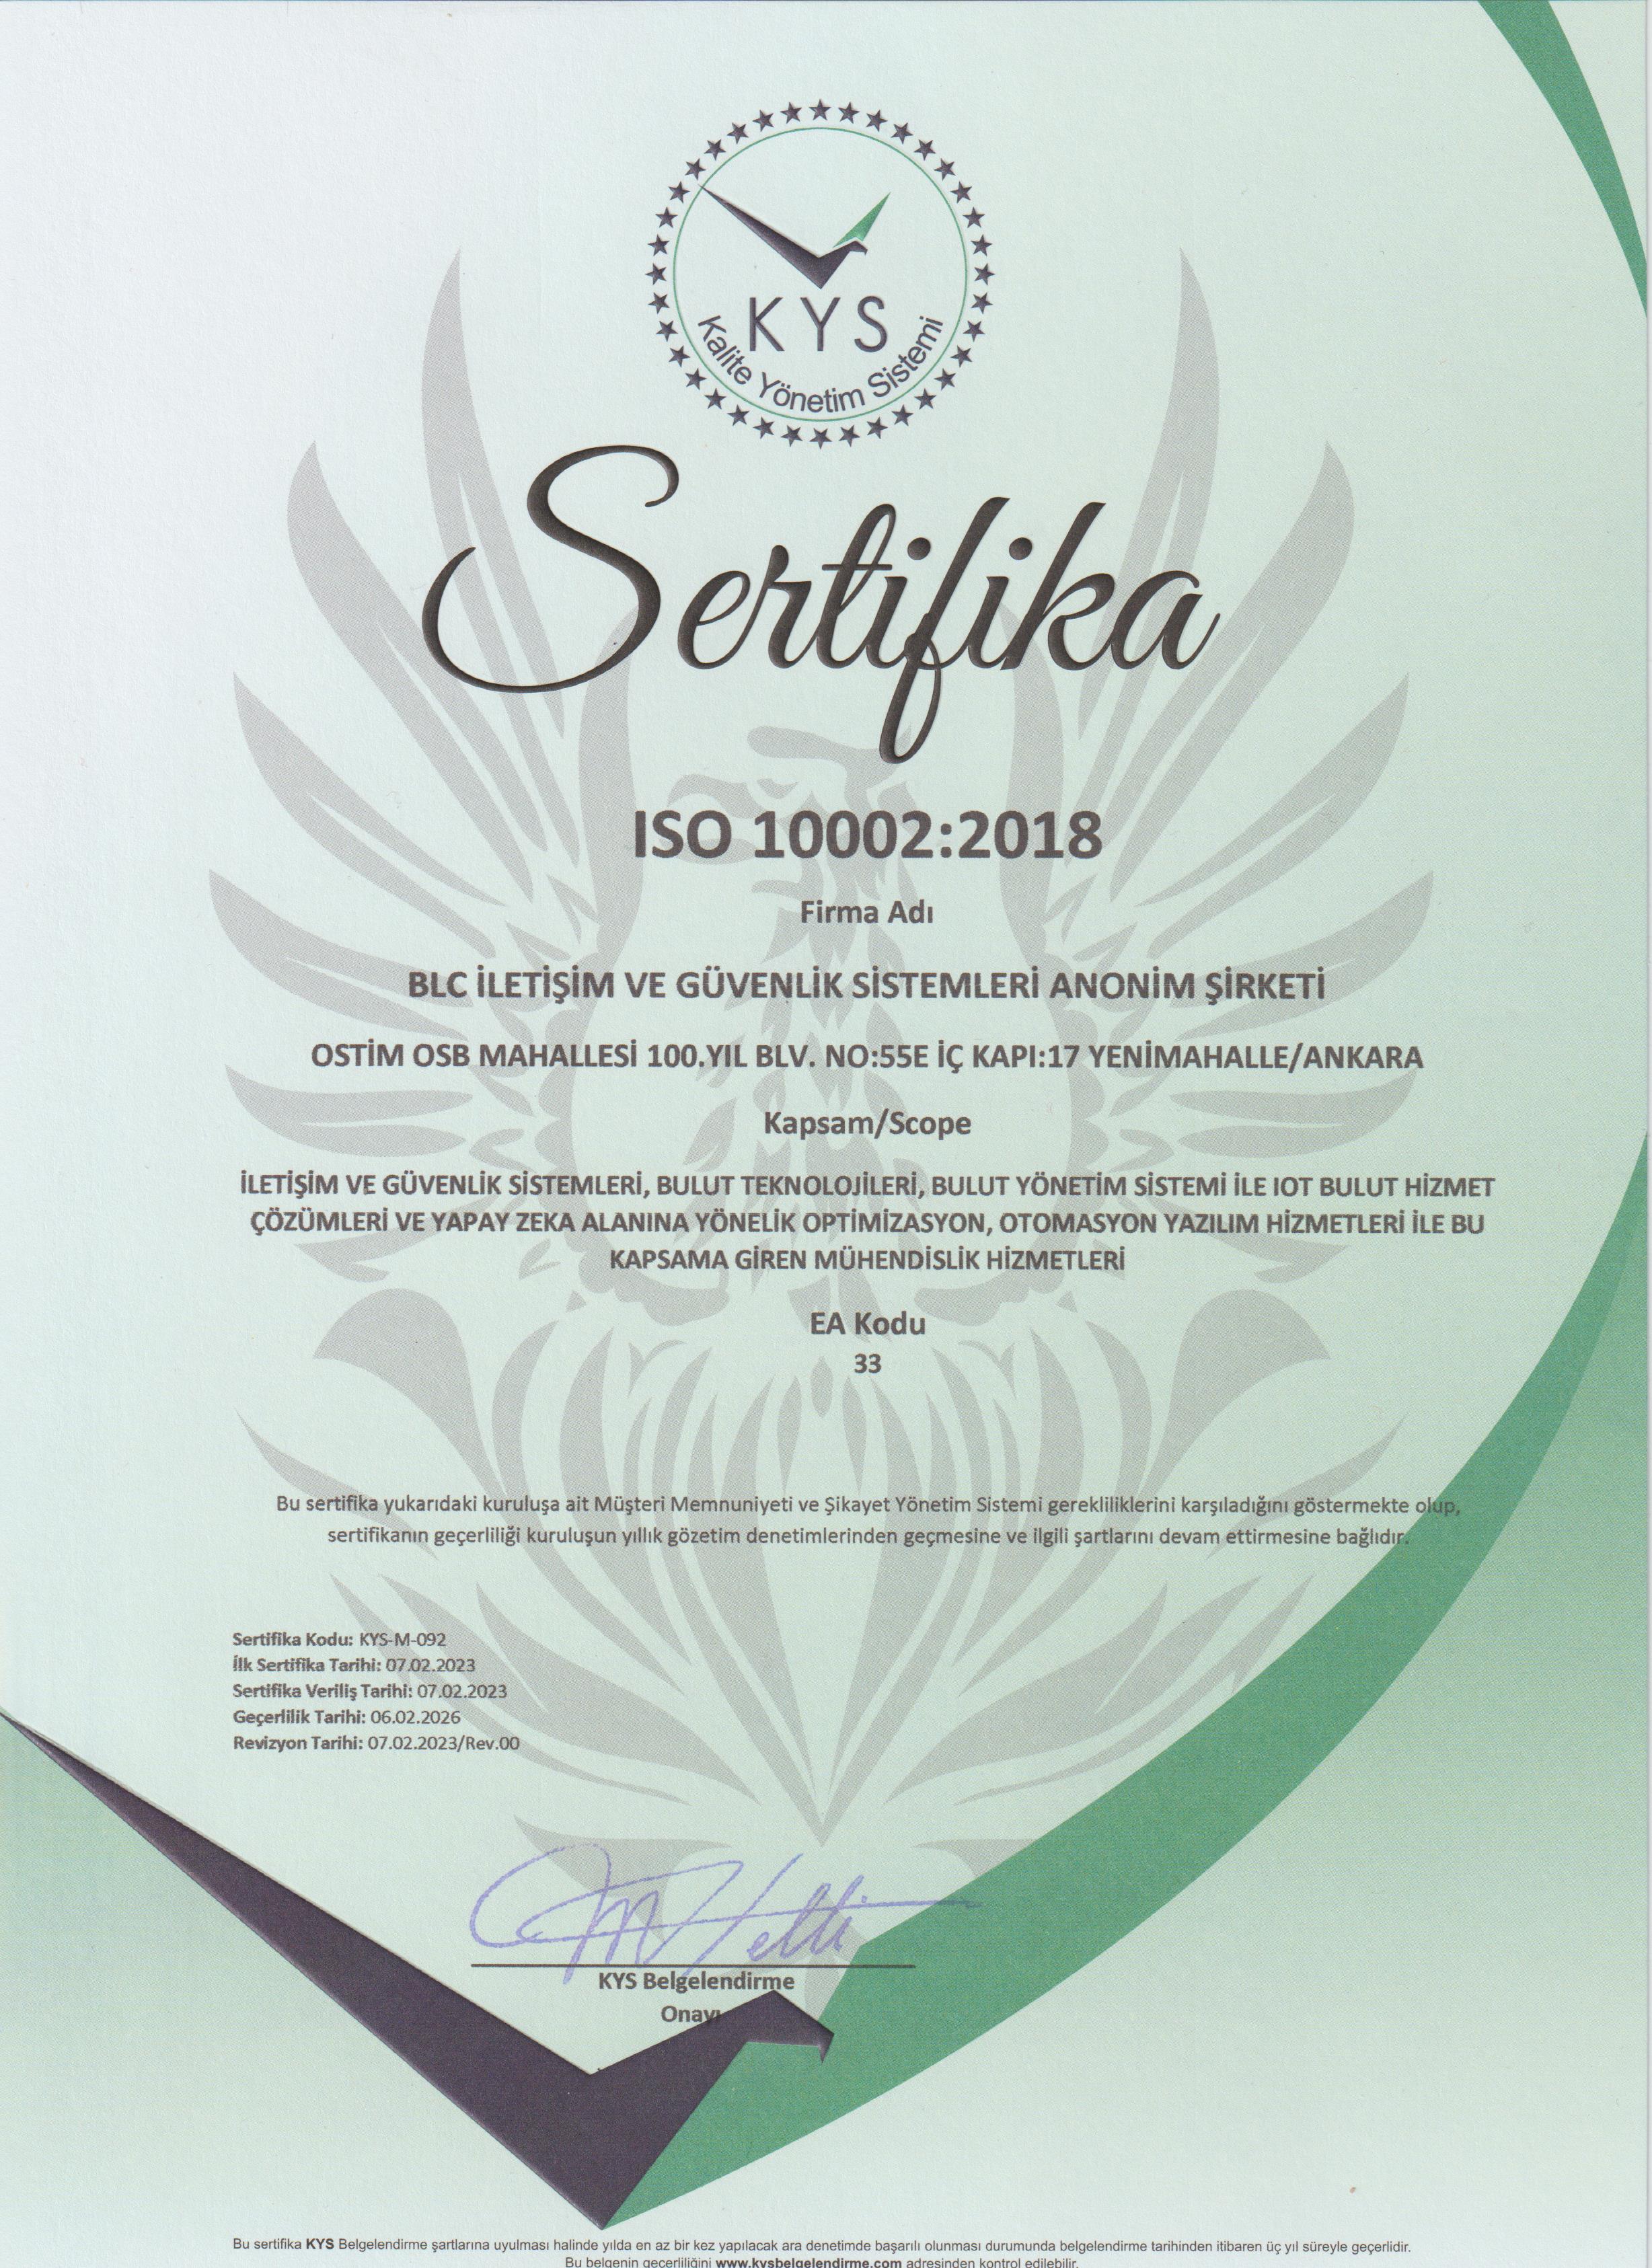 KYS
Kalite Yönetim Sistemi
Sertifika
ISO 10002:2018
Firma Adı
BLC İLETİŞİM VE GÜVENLİK SİSTEMLERİ ANONİM ŞİRKETİ
OSTİM OSB MAHALLESİ 100.YIL BLV. NO:55E İÇ KAPI:17 YENİMAHALLE/ANKARA
Kapsam/Scope
İLETİŞİM VE GÜVENLİK SİSTEMLERİ, BULUT TEKNOLOJİLERİ, BULUT YÖNETİM SİSTEMİ İLE IOT BULUT HİZMET
ÇÖZÜMLERİ VE YAPAY ZEKA ALANINA YÖNELİK OPTİMİZASYON, OTOMASYON YAZILIM HİZMETLERİ İLE BU
KAPSAMA GİREN MÜHENDİSLİK HİZMETLERİ
EA Kodu
33
Bu sertifika yukarıdaki kuruluşa ait Müşteri Memnuniyeti ve Şikayet Yönetim Sistemi gerekliliklerini karşıladığını göstermekte olup,
sertifikanın geçerliliği kuruluşun yıllık gözetim denetimlerinden geçmesine ve ilgili şartlarını devam ettirmesine bağlıdır.
Sertifika Kodu: KYS-M-092
İlk Sertifika Tarihi: 07.02.2023
Sertifika Veriliş Tarihi: 07.02.2023
Geçerlilik Tarihi: 06.02.2026
Revizyon Tarihi: 07.02.2023/Rev.00
KYS Belgelendirme
Onayı
Bu sertifika KYS Belgelendirme şartlarına uyulması halinde yılda en az bir kez yapılacak ara denetimde başarılı olunması durumunda belgelendirme tarihinden itibaren üç yıl süreyle geçerlidir.
Bu belgenin geçerliliğini www.kysbelgelendirme.com adresinden kontrol edilebilir.